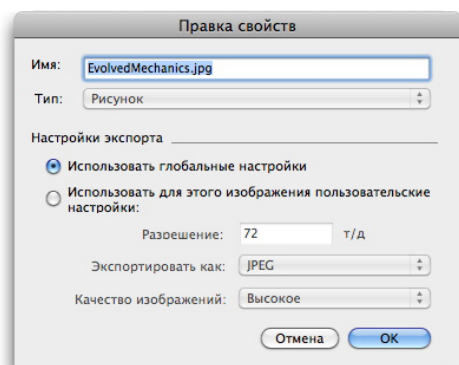 Правка свойств
Имя: EvolvedMechanics.jpg
Тип: Рисунок
Настройки экспорта
Использовать глобальные настройки
Использовать для этого изображения пользовательские
настройки:
Разрешение: 72 т/д
Экспортировать как: JPEG
Качество изображений: Высокое
Отмена OK